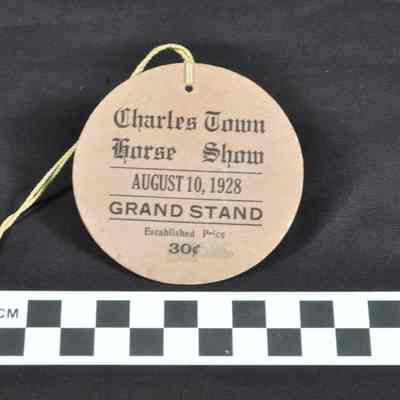 Charles Town
Horse Show
AUGUST 10, 1928
GRAND STAND
Established Price
30¢
CM